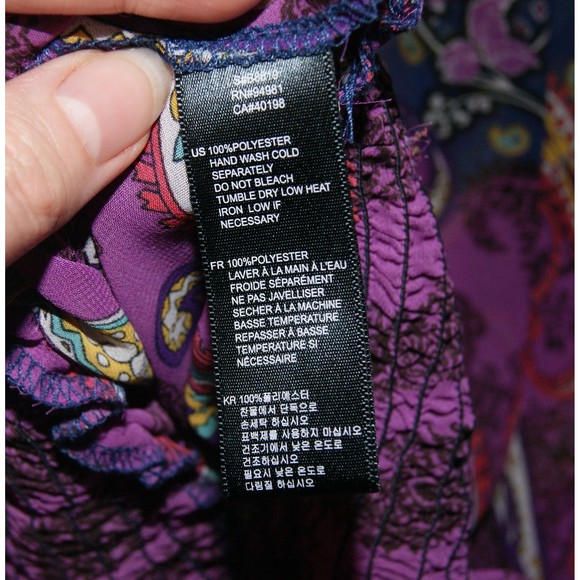 RN#94981
CA#40198
US 100%POLYESTER
HAND WASH COLD
SEPARATELY
DO NOT BLEACH
TUMBLE DRY LOW HEAT
IRON LOW IF
NECESSARY
FR 100%POLYESTER
LAVER À LA MAIN À L'EAU
FROIDE SÉPARÉMENT
NE PAS JAVELLISER
SECHER À LA MACHINE
BASSE TEMPERATURE
REPASSER À BASSE
TEMPERATURE SI
NÉCESSAIRE
KR 100%폴리에스터
찬물에서 단독으로
손세탁 하십시오
표백제를 사용하지 마십시오
건조기에서 낮은 온도로
건조하십시오
필요시 낮은 온도로
다림질 하십시오